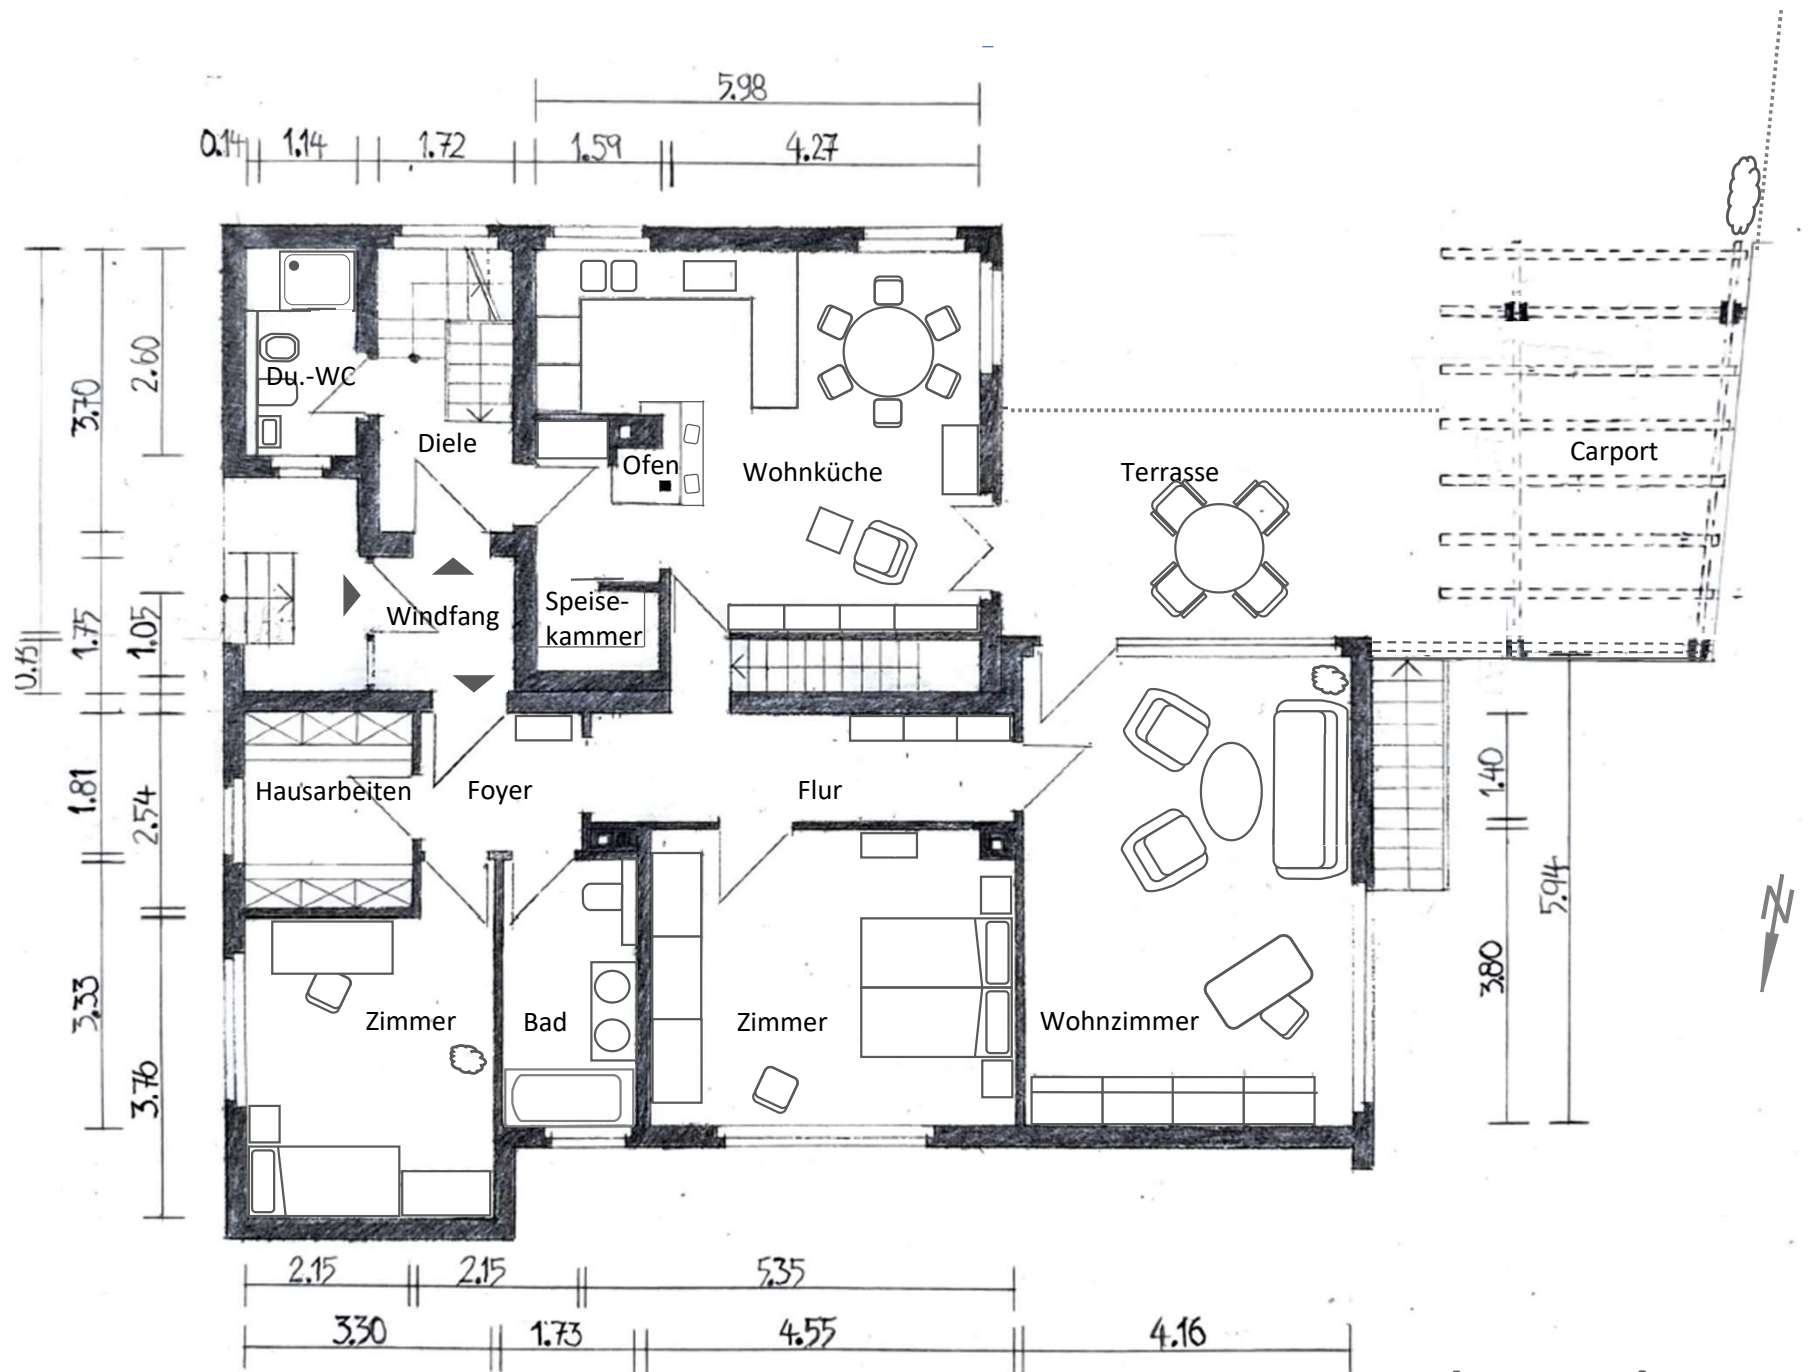 5.98
0.14 1.14 1.72 1.59 4.27
3.70
2.60
Du.-WC
Diele
Ofen
Wohnküche
Terrasse
Carport
Windfang
Speise-
kammer
1.75
1.05
Hausarbeiten
Foyer
Flur
1.81
2.54
1.40
5.94
3.80
N
3.33
3.76
Zimmer
Bad
Zimmer
Wohnzimmer
2.15 2.15 5.35
3.30 1.73 4.55 4.16